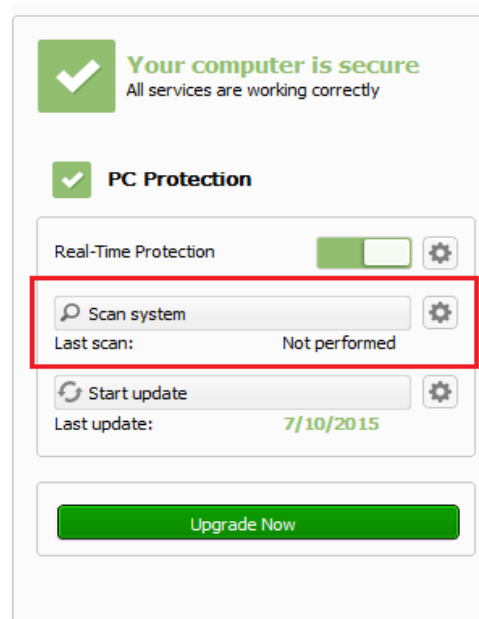 Your computer is secure
All services are working correctly
PC Protection
Real-Time Protection
Scan system
Last scan: Not performed
Start update
Last update: 7/10/2015
Upgrade Now